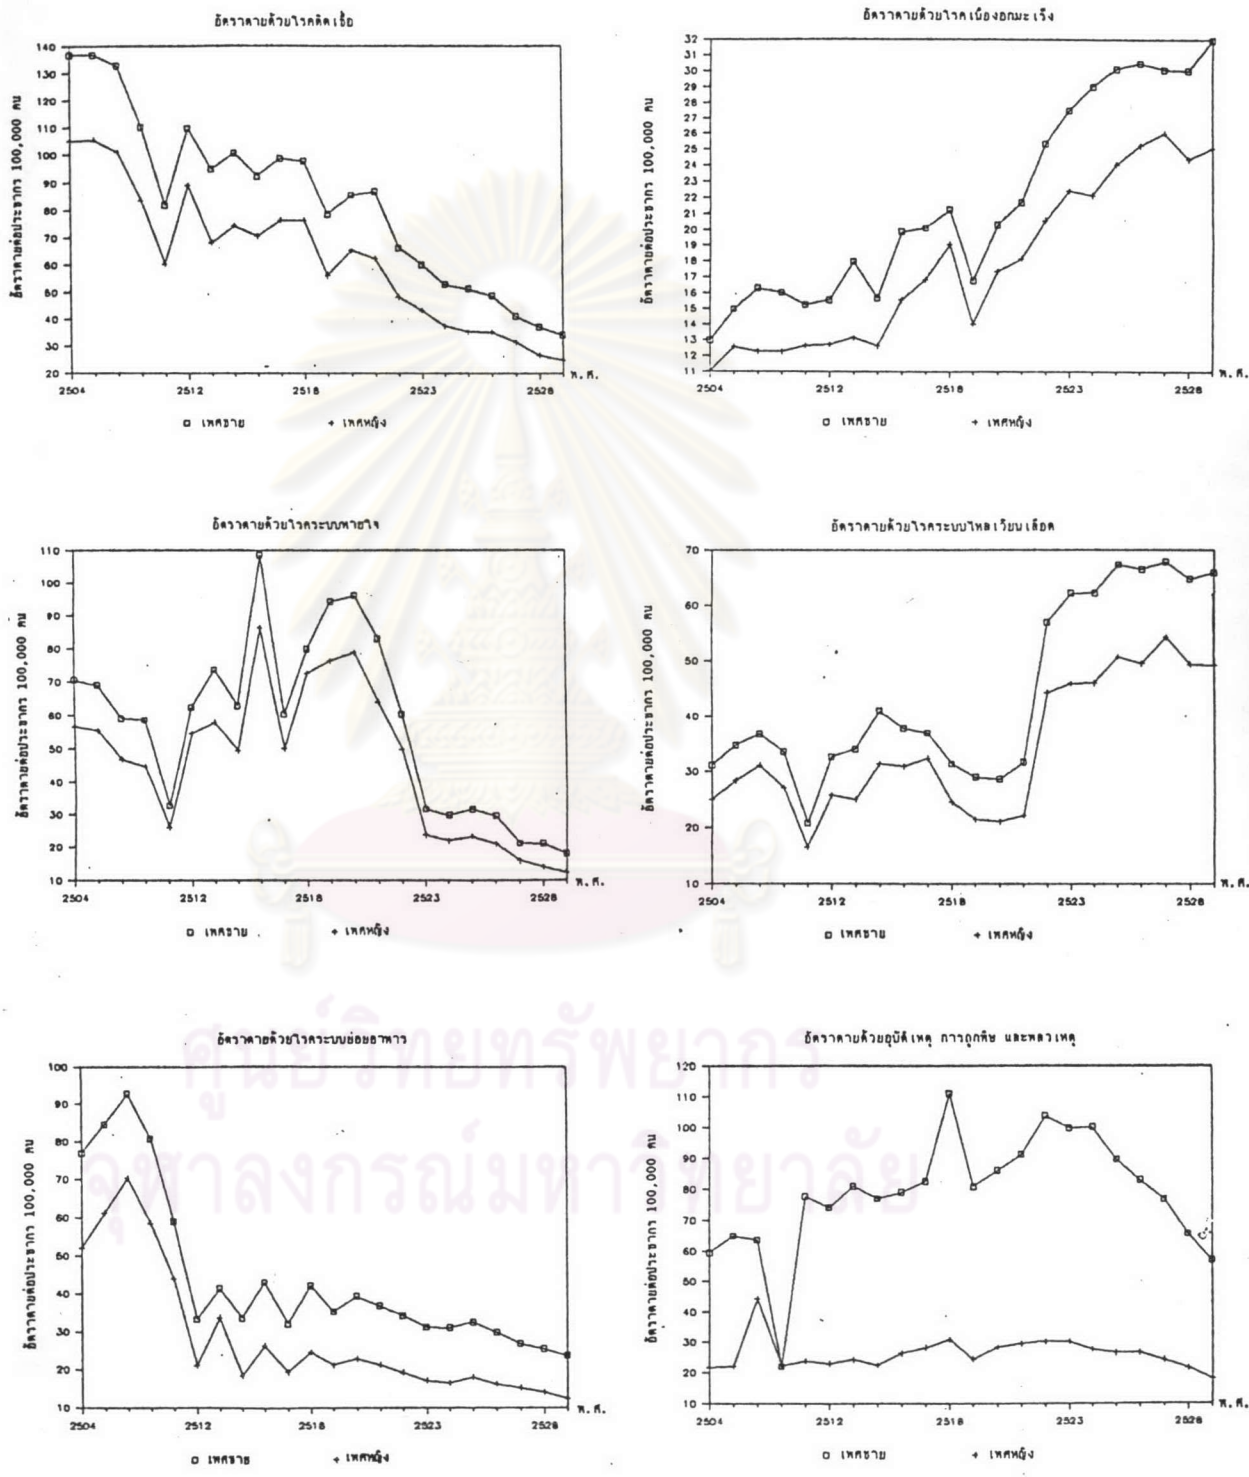 อัตราตายด้วยโรคติดเชื้อ
อัตราตายต่อประชากร 100,000 คน
140
130
120
110
100
90
80
70
60
50
40
30
20
2504 2512 2518 2523 2528 พ.ศ.
เพศชาย เพศหญิง
อัตราตายด้วยโรคเนื้องอกมะเร็ง
อัตราตายต่อประชากร 100,000 คน
32
31
30
29
28
27
26
25
24
23
22
21
20
19
18
17
16
15
14
13
12
11
2504 2512 2518 2523 2528 พ.ศ.
เพศชาย เพศหญิง
อัตราตายด้วยโรคระบบหายใจ
อัตราตายต่อประชากร 100,000 คน
110
100
90
80
70
60
50
40
30
20
10
2504 2512 2518 2523 2528 พ.ศ.
เพศชาย เพศหญิง
อัตราตายด้วยโรคระบบไหลเวียนเลือด
อัตราตายต่อประชากร 100,000 คน
70
60
50
40
30
20
10
2504 2512 2518 2523 2528 พ.ศ.
เพศชาย เพศหญิง
อัตราตายด้วยโรคระบบย่อยอาหาร
อัตราตายต่อประชากร 100,000 คน
100
90
80
70
60
50
40
30
20
10
2504 2512 2518 2523 2528 พ.ศ.
เพศชาย เพศหญิง
อัตราตายด้วยอุบัติเหตุ การถูกพิษ และพลวเหตุ
อัตราตายต่อประชากร 100,000 คน
120
110
100
90
80
70
60
50
40
30
20
10
2504 2512 2518 2523 2528 พ.ศ.
เพศชาย เพศหญิง
ศูนย์วิทยทรัพยากร
จุฬาลงกรณ์มหาวิทยาลัย